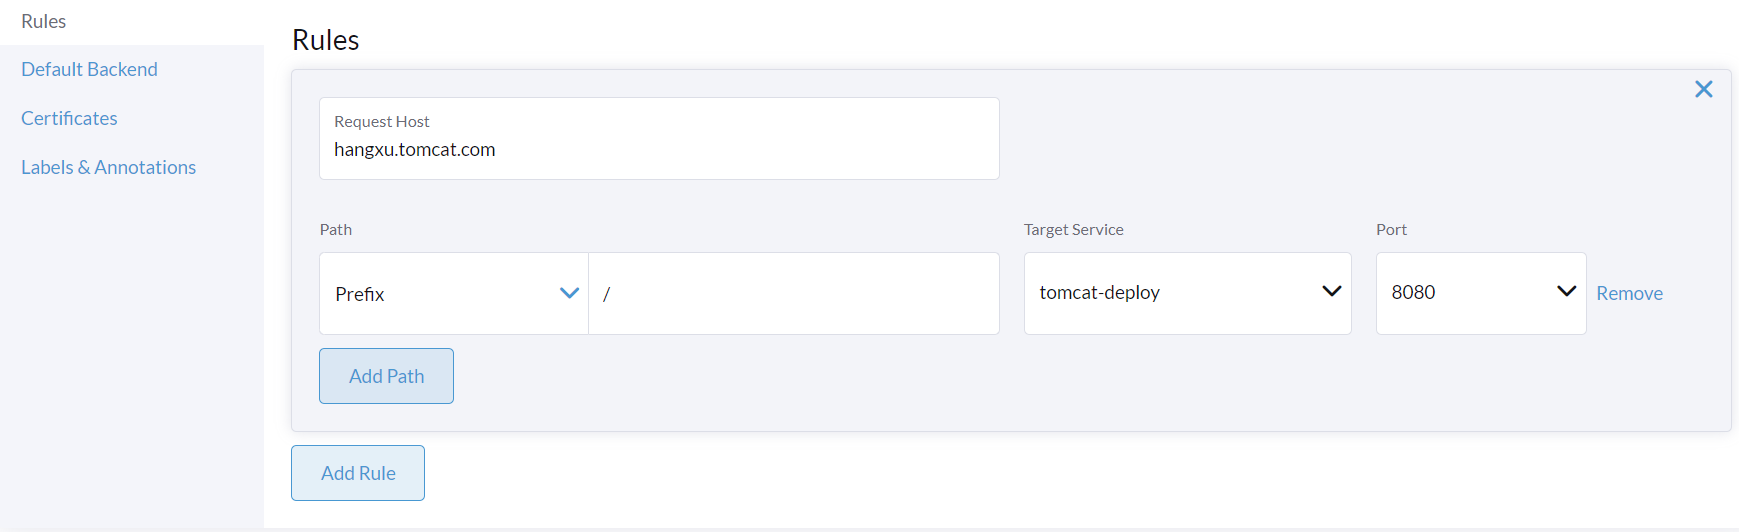 Rules
Default Backend
Certificates
Labels & Annotations
Rules
Request Host
hangxu.tomcat.com
Path
Target Service
Port
Prefix
/
tomcat-deploy
8080
Remove
Add Path
Add Rule